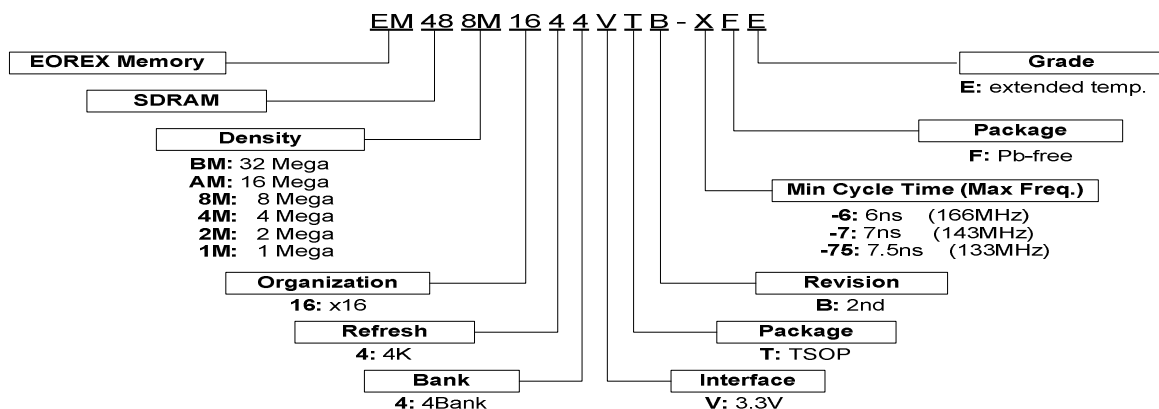 EM 48 8M 16 4 4 V T B - X F E
EOREX Memory
SDRAM
Density
BM: 32 Mega
AM: 16 Mega
8M: 8 Mega
4M: 4 Mega
2M: 2 Mega
1M: 1 Mega
Organization
16: x16
Refresh
4: 4K
Bank
4: 4Bank
Grade
E: extended temp.
Package
F: Pb-free
Min Cycle Time (Max Freq.)
-6: 6ns (166MHz)
-7: 7ns (143MHz)
-75: 7.5ns (133MHz)
Revision
B: 2nd
Package
T: TSOP
Interface
V: 3.3V